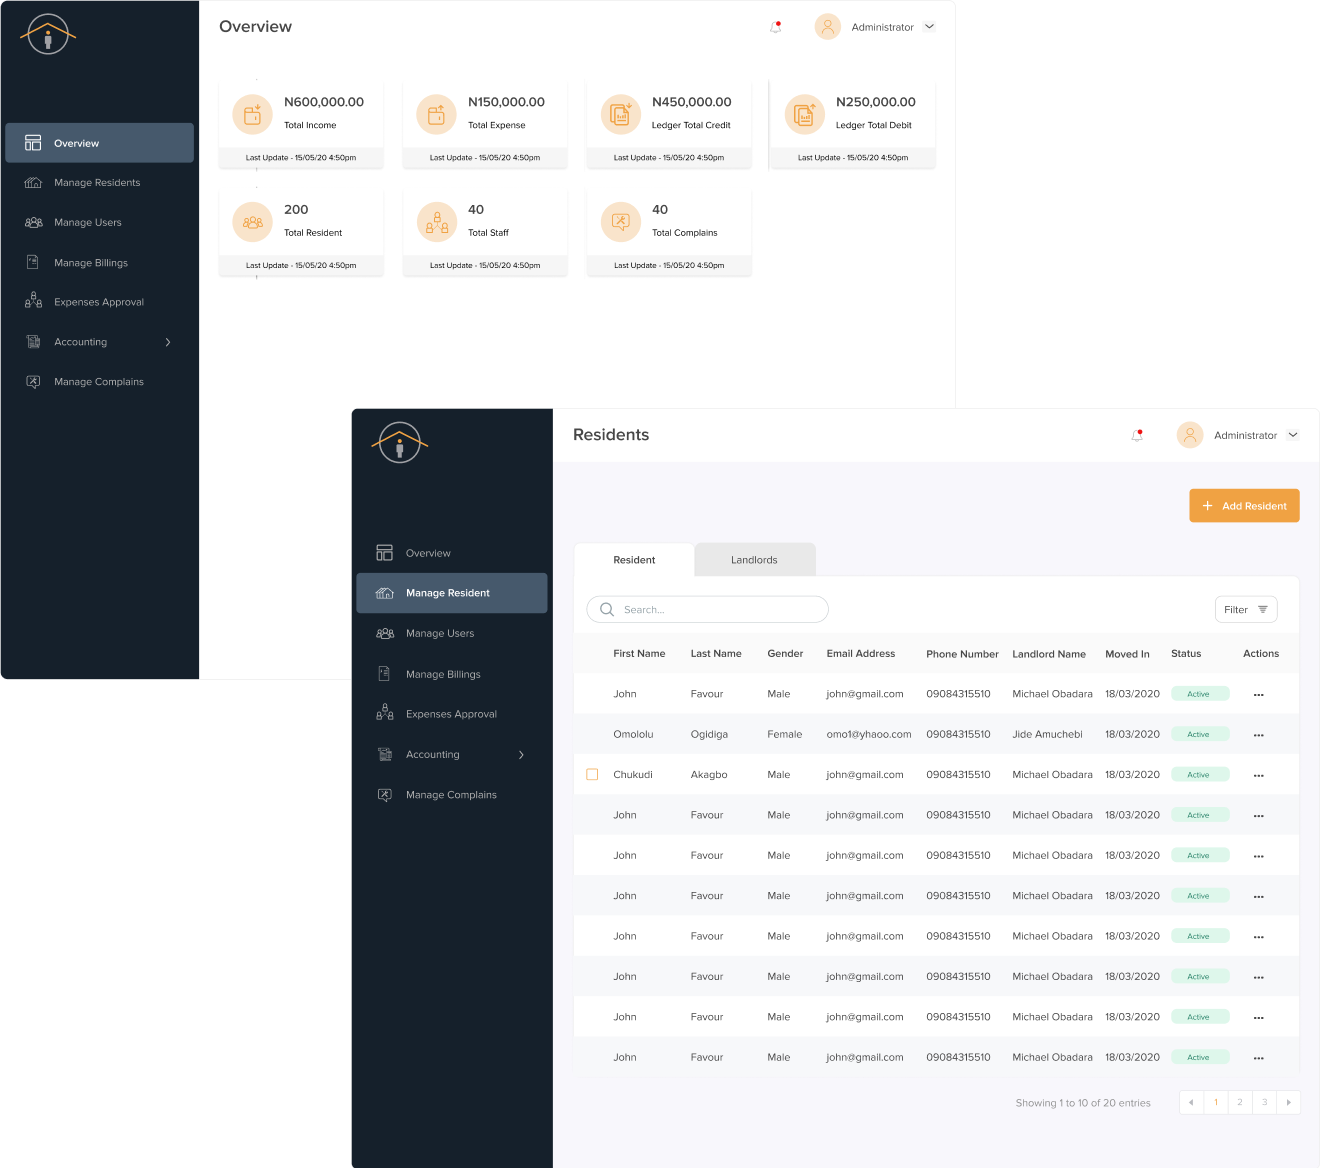 Overview
Administrator
Overview
Manage Residents
Manage Users
Manage Billings
Expenses Approval
Accounting
Manage Complains
N600,000.00
Total Income
Last Update - 15/05/20 4:50pm
N150,000.00
Total Expense
Last Update - 15/05/20 4:50pm
N450,000.00
Ledger Total Credit
Last Update - 15/05/20 4:50pm
N250,000.00
Ledger Total Debit
Last Update - 15/05/20 4:50pm
200
Total Resident
Last Update - 15/05/20 4:50pm
40
Total Staff
Last Update - 15/05/20 4:50pm
40
Total Complains
Last Update - 15/05/20 4:50pm
Residents
Administrator
Overview
Manage Resident
Manage Users
Manage Billings
Expenses Approval
Accounting
Manage Complains
+ Add Resident
Resident Landlords
Search...
Filter
First Name Last Name Gender Email Address Phone Number Landlord Name Moved In Status Actions
John Favour Male john@gmail.com 09084315510 Michael Obadara 18/03/2020 Active ...
Omololu Ogidiga Female omo1@yhaoo.com 09084315510 Jide Amuchebi 18/03/2020 Active ...
Chukudi Akagbo Male john@gmail.com 09084315510 Michael Obadara 18/03/2020 Active ...
John Favour Male john@gmail.com 09084315510 Michael Obadara 18/03/2020 Active ...
John Favour Male john@gmail.com 09084315510 Michael Obadara 18/03/2020 Active ...
John Favour Male john@gmail.com 09084315510 Michael Obadara 18/03/2020 Active ...
John Favour Male john@gmail.com 09084315510 Michael Obadara 18/03/2020 Active ...
John Favour Male john@gmail.com 09084315510 Michael Obadara 18/03/2020 Active ...
John Favour Male john@gmail.com 09084315510 Michael Obadara 18/03/2020 Active ...
John Favour Male john@gmail.com 09084315510 Michael Obadara 18/03/2020 Active ...
Showing 1 to 10 of 20 entries
1 2 3